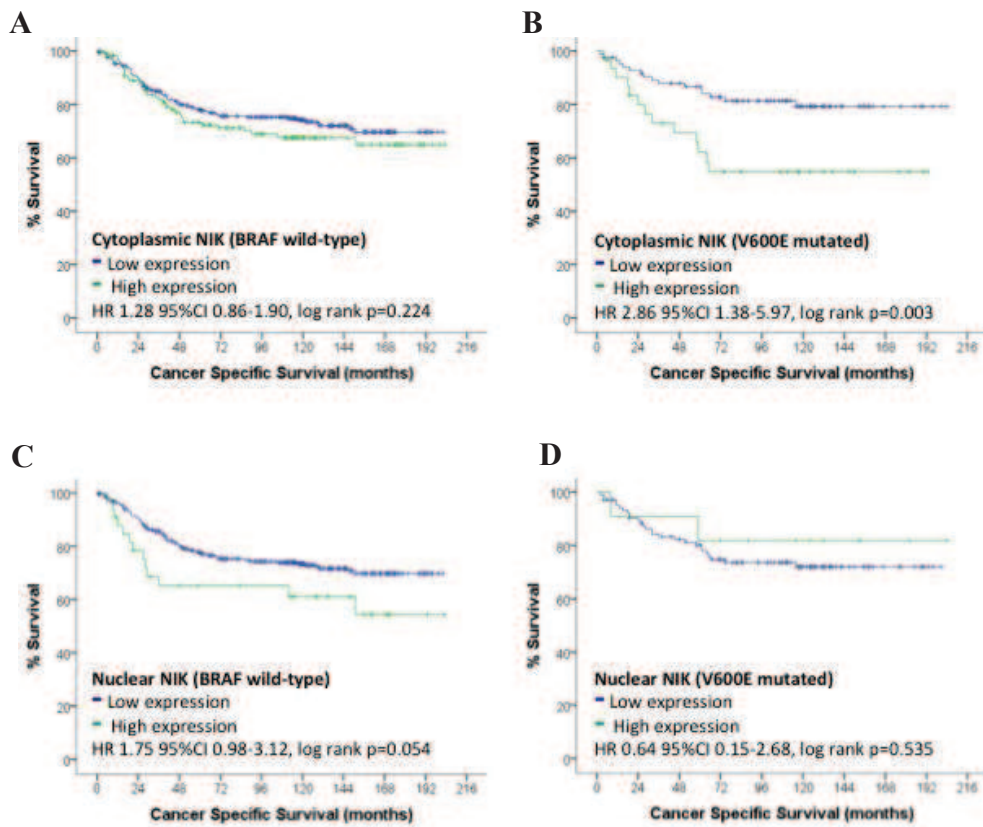 A
100
80
60
40
20
0
% Survival
Cytoplasmic NIK (BRAF wild-type)
Low expression
High expression
HR 1.28 95%CI 0.86-1.90, log rank p=0.224
0 24 48 72 96 120 144 168 192 216
Cancer Specific Survival (months)
B
100
80
60
40
20
0
% Survival
Cytoplasmic NIK (V600E mutated)
Low expression
High expression
HR 2.86 95%CI 1.38-5.97, log rank p=0.003
0 24 48 72 96 120 144 168 192 216
Cancer Specific Survival (months)
C
100
80
60
40
20
0
% Survival
Nuclear NIK (BRAF wild-type)
Low expression
High expression
HR 1.75 95%CI 0.98-3.12, log rank p=0.054
0 24 48 72 96 120 144 168 192 216
Cancer Specific Survival (months)
D
100
80
60
40
20
0
% Survival
Nuclear NIK (V600E mutated)
Low expression
High expression
HR 0.64 95%CI 0.15-2.68, log rank p=0.535
0 24 48 72 96 120 144 168 192 216
Cancer Specific Survival (months)